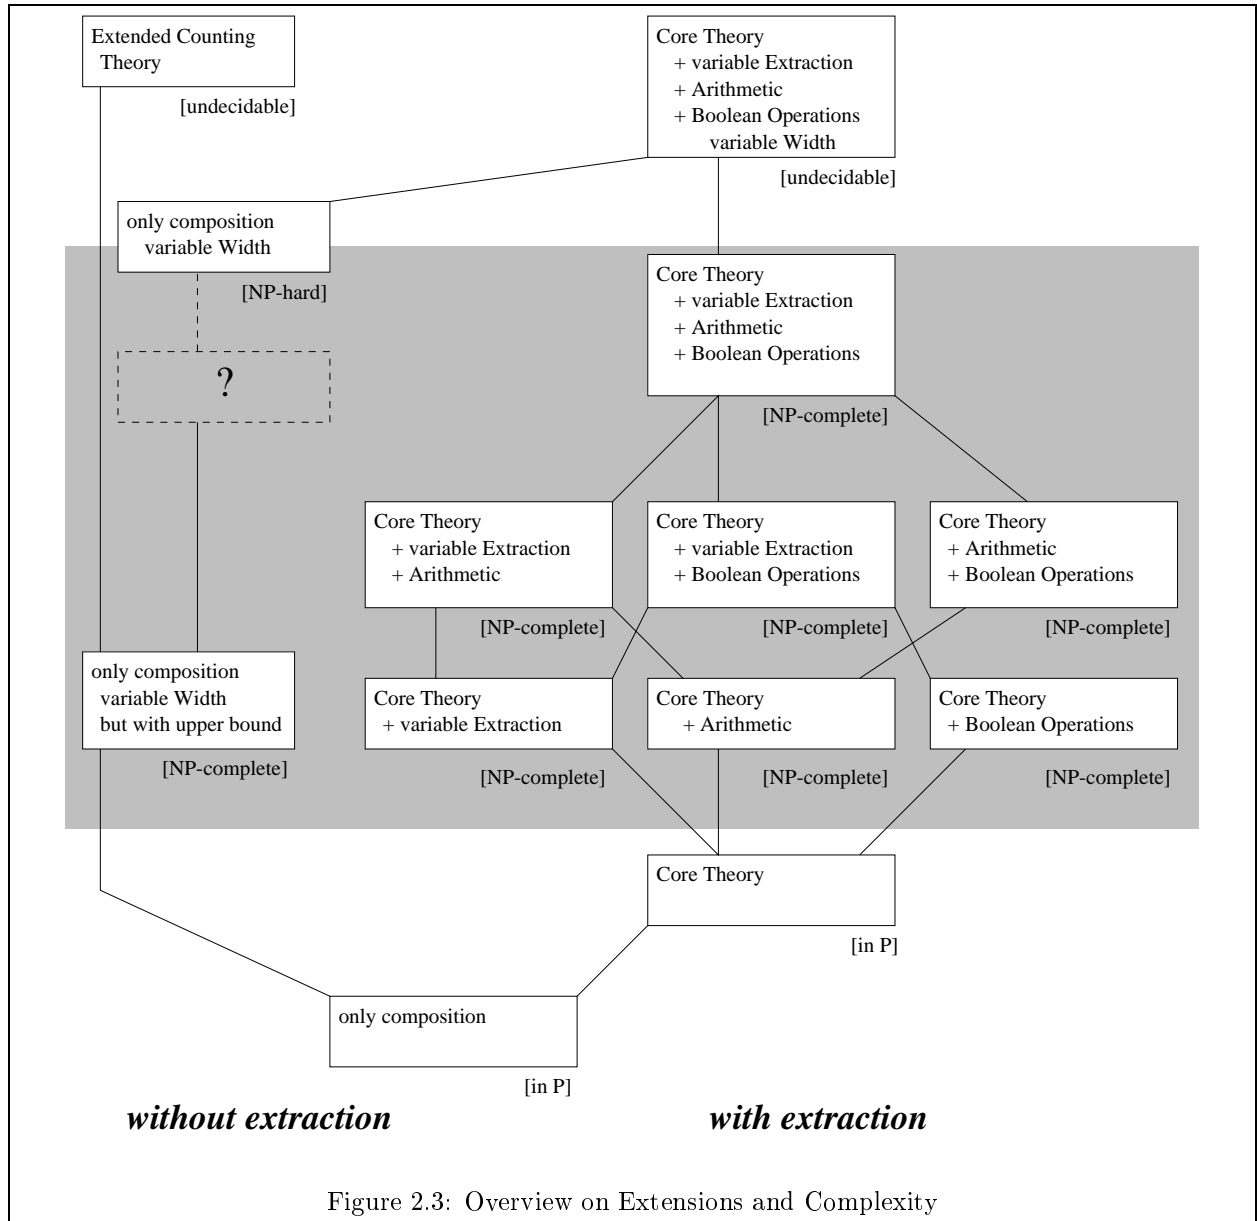 Extended Counting
Theory
[undecidable]
Core Theory
+ variable Extraction
+ Arithmetic
+ Boolean Operations
variable Width
[undecidable]
only composition
variable Width
[NP-hard]
Core Theory
+ variable Extraction
+ Arithmetic
+ Boolean Operations
[NP-complete]
?
Core Theory
+ variable Extraction
+ Arithmetic
[NP-complete]
Core Theory
+ variable Extraction
+ Boolean Operations
[NP-complete]
Core Theory
+ Arithmetic
+ Boolean Operations
[NP-complete]
only composition
variable Width
but with upper bound
[NP-complete]
Core Theory
+ variable Extraction
[NP-complete]
Core Theory
+ Arithmetic
[NP-complete]
Core Theory
+ Boolean Operations
[NP-complete]
Core Theory
[in P]
only composition
[in P]
without extraction
with extraction
Figure 2.3: Overview on Extensions and Complexity